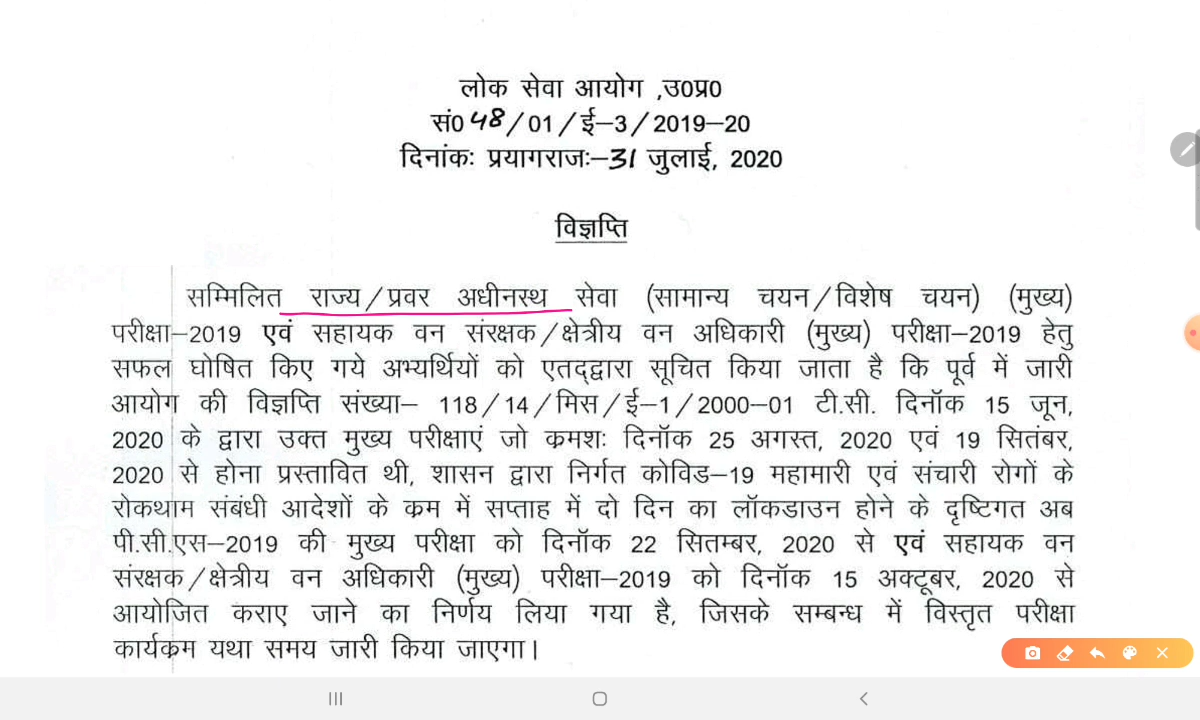 लोक सेवा आयोग ,उ0प्र0
सं0 48/01/ई–3/2019–20
दिनांकः प्रयागराजः–31 जुलाई, 2020
विज्ञप्ति
सम्मिलित राज्य/प्रवर अधीनस्थ सेवा (सामान्य चयन/विशेष चयन) (मुख्य)
परीक्षा–2019 एवं सहायक वन संरक्षक/क्षेत्रीय वन अधिकारी (मुख्य) परीक्षा–2019 हेतु
सफल घोषित किए गये अभ्यर्थियों को एतद्द्वारा सूचित किया जाता है कि पूर्व में जारी
आयोग की विज्ञप्ति संख्या– 118/14/मिस/ई–1/2000–01 टी.सी. दिनॉक 15 जून,
2020 के द्वारा उक्त मुख्य परीक्षाएं जो क्रमशः दिनॉक 25 अगस्त, 2020 एवं 19 सितंबर,
2020 से होना प्रस्तावित थी, शासन द्वारा निर्गत कोविड–19 महामारी एवं संचारी रोगों के
रोकथाम संबंधी आदेशों के क्रम में सप्ताह में दो दिन का लॉकडाउन होने के दृष्टिगत अब
पी.सी.एस–2019 की मुख्य परीक्षा को दिनॉक 22 सितम्बर, 2020 से एवं सहायक वन
संरक्षक/क्षेत्रीय वन अधिकारी (मुख्य) परीक्षा–2019 को दिनॉक 15 अक्टूबर, 2020 से
आयोजित कराए जाने का निर्णय लिया गया है, जिसके सम्बन्ध में विस्तृत परीक्षा
कार्यक्रम यथा समय जारी किया जाएगा।